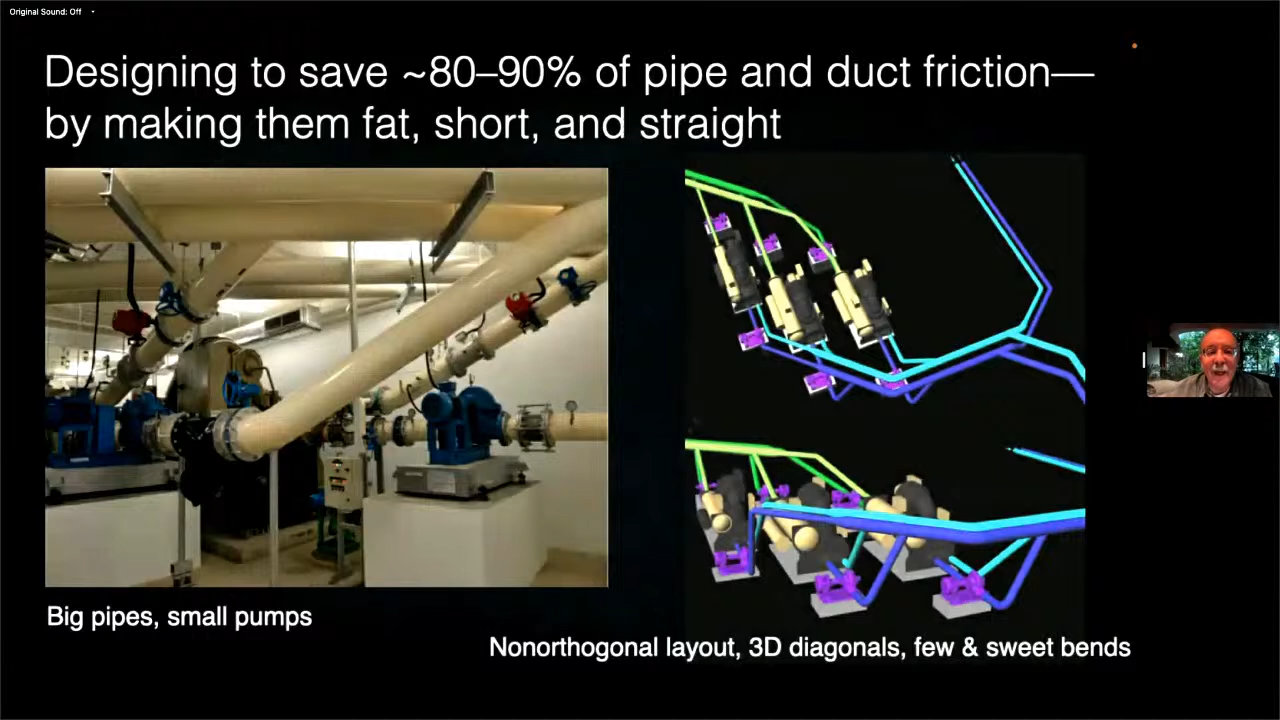 Original Sound: Off
Designing to save ~80–90% of pipe and duct friction—
by making them fat, short, and straight
Big pipes, small pumps
Nonorthogonal layout, 3D diagonals, few & sweet bends